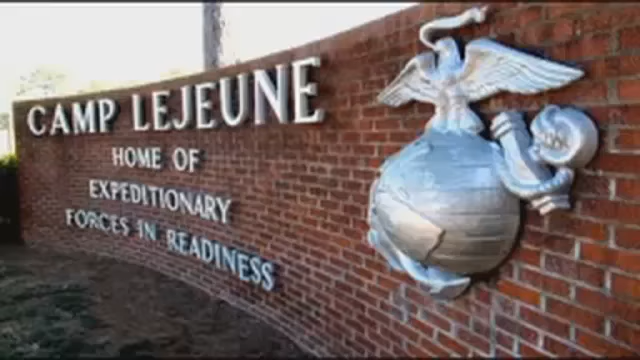 CAMP LEJEUNE
HOME OF
EXPEDITIONARY
FORCES IN READINESS